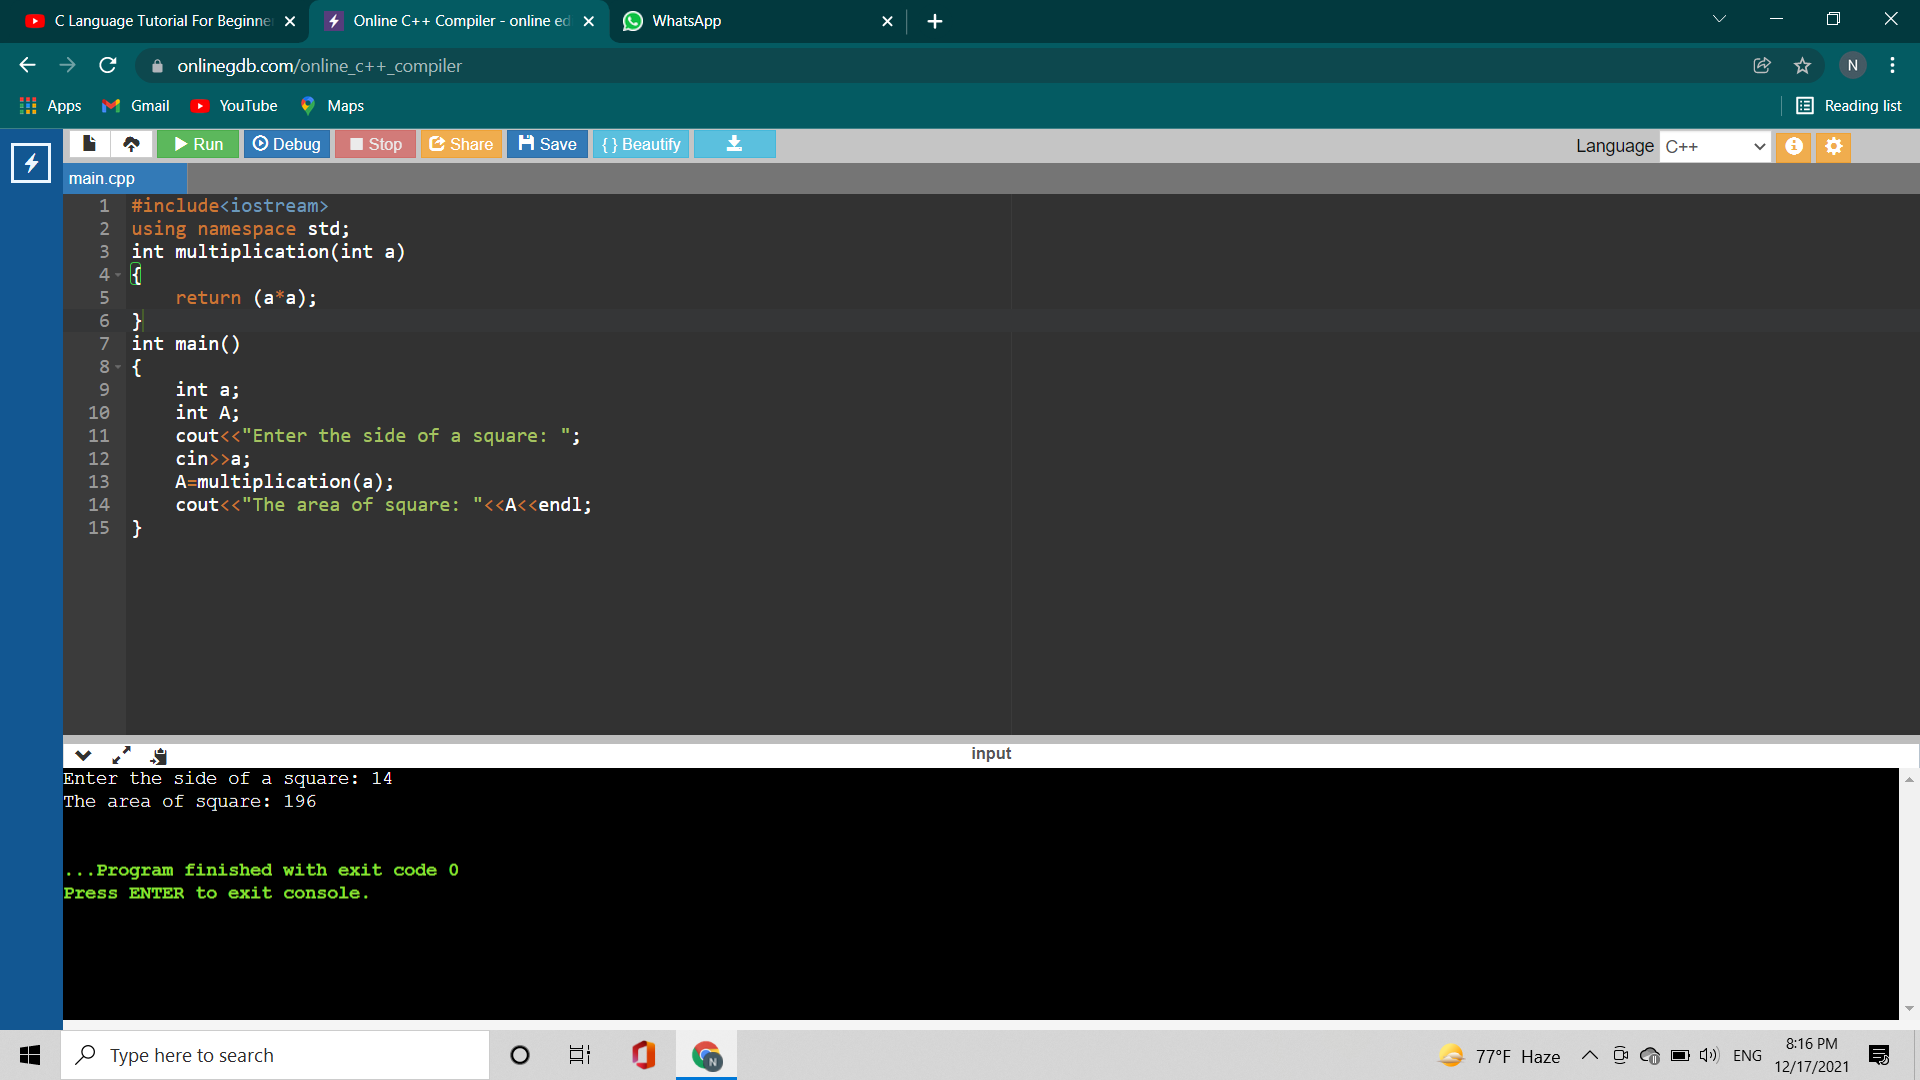 C Language Tutorial For Beginne
Online C++ Compiler - online ed
WhatsApp
onlinegdb.com/online_c++_compiler
N
Apps
Gmail
YouTube
Maps
Reading list
Run
Debug
Stop
Share
Save
{ } Beautify
Language
C++
main.cpp
1 #include<iostream>
2 using namespace std;
3 int multiplication(int a)
4 {
5     return (a*a);
6 }
7 int main()
8 {
9     int a;
10     int A;
11     cout<<"Enter the side of a square: ";
12     cin>>a;
13     A=multiplication(a);
14     cout<<"The area of square: "<<A<<endl;
15 }
input
Enter the side of a square: 14
The area of square: 196
...Program finished with exit code 0
Press ENTER to exit console.
Type here to search
N
77°F Haze
ENG
8:16 PM
12/17/2021